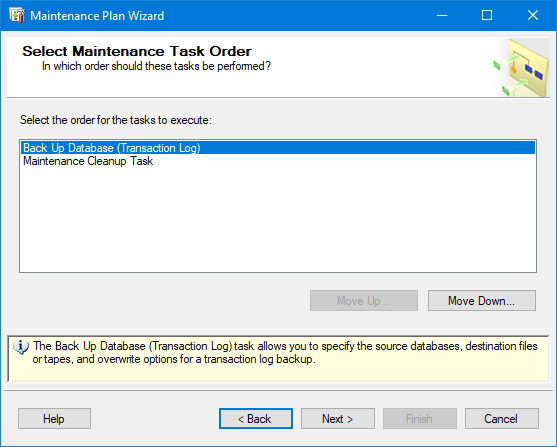 Maintenance Plan Wizard
Select Maintenance Task Order
In which order should these tasks be performed?
Select the order for the tasks to execute:
Back Up Database (Transaction Log)
Maintenance Cleanup Task
Move Up... Move Down...
The Back Up Database (Transaction Log) task allows you to specify the source databases, destination files
or tapes, and overwrite options for a transaction log backup.
Help < Back Next > Finish Cancel